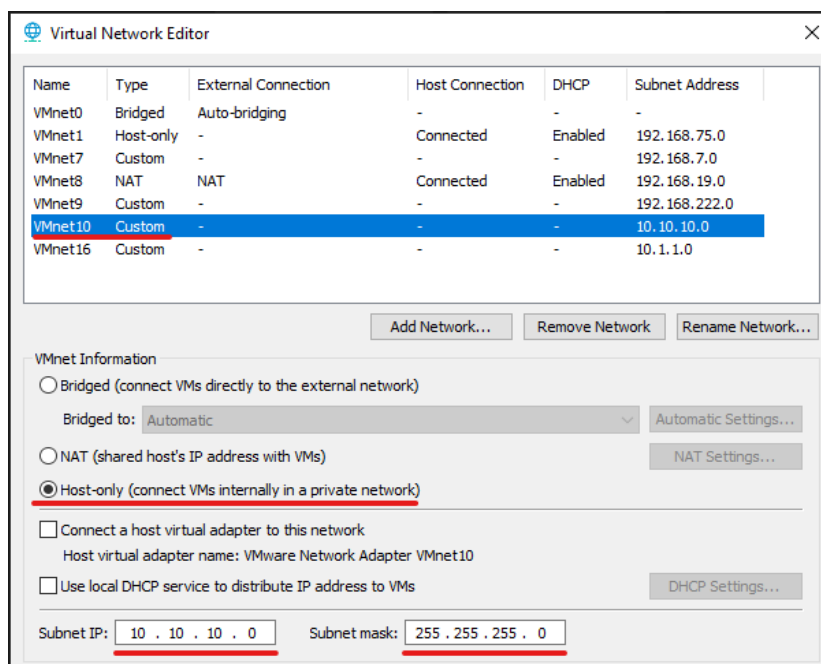 Virtual Network Editor
Name Type External Connection Host Connection DHCP Subnet Address
VMnet0 Bridged Auto-bridging - - -
VMnet1 Host-only - Connected Enabled 192.168.75.0
VMnet7 Custom - - - 192.168.7.0
VMnet8 NAT NAT Connected Enabled 192.168.19.0
VMnet9 Custom - - - 192.168.222.0
VMnet10 Custom - - - 10.10.10.0
VMnet16 Custom - - - 10.1.1.0
Add Network... Remove Network Rename Network...
VMnet Information
Bridged (connect VMs directly to the external network)
Bridged to: Automatic Automatic Settings...
NAT (shared host's IP address with VMs) NAT Settings...
Host-only (connect VMs internally in a private network)
Connect a host virtual adapter to this network
Host virtual adapter name: VMware Network Adapter VMnet10
Use local DHCP service to distribute IP address to VMs DHCP Settings...
Subnet IP: 10 . 10 . 10 . 0 Subnet mask: 255 . 255 . 255 . 0